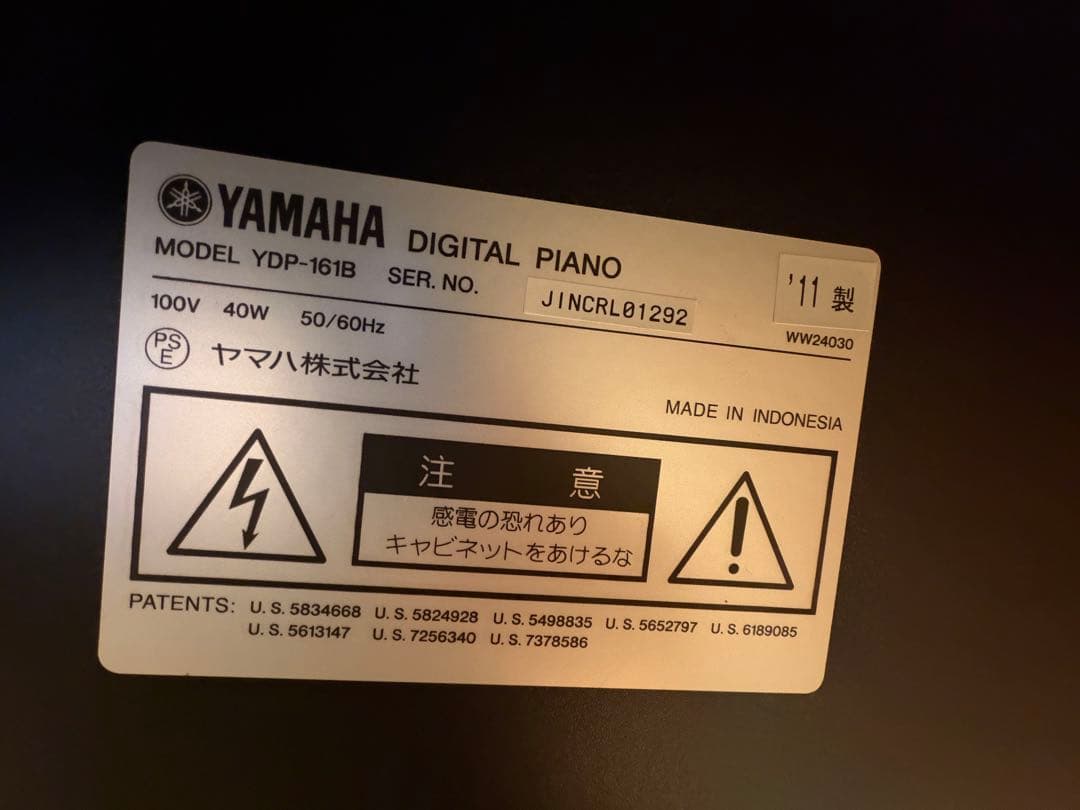 YAMAHA DIGITAL PIANO
MODEL YDP-161B SER. NO. JINCRL01292 '11 製
100V 40W 50/60Hz WW24030
PSE ヤマハ株式会社
MADE IN INDONESIA
注意
感電の恐れあり
キャビネットをあけるな
PATENTS: U. S. 5834668 U. S. 5824928 U. S. 5498835 U. S. 5652797 U. S. 6189085
U. S. 5613147 U. S. 7256340 U. S. 7378586